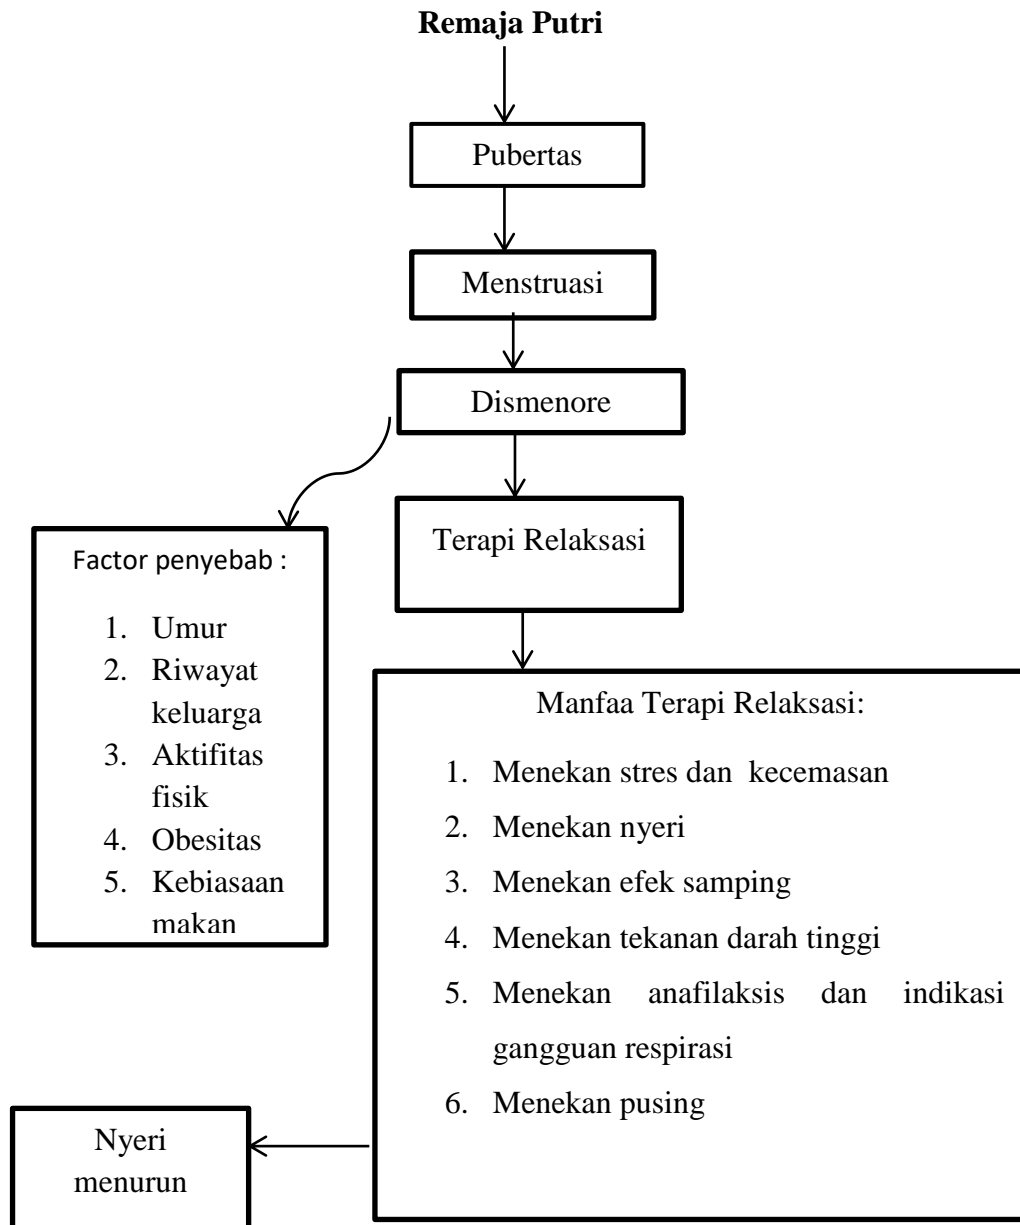 Remaja Putri
Pubertas
Menstruasi
Dismenore
Terapi Relaksasi
Factor penyebab :
1. Umur
2. Riwayat
keluarga
3. Aktifitas
fisik
4. Obesitas
5. Kebiasaan
makan
Manfaa Terapi Relaksasi:
1. Menekan stres dan kecemasan
2. Menekan nyeri
3. Menekan efek samping
4. Menekan tekanan darah tinggi
5. Menekan anafilaksis dan indikasi
gangguan respirasi
6. Menekan pusing
Nyeri
menurun